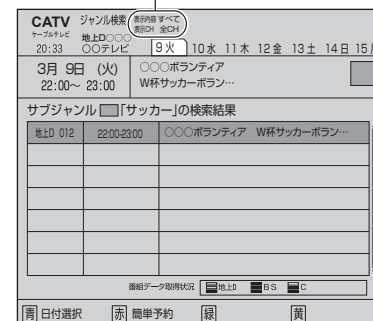 CATV ジャンル検索 表示内容 すべて
ケーブルテレビ 地上D○○○ 表示CH 全CH
20:33 ○○テレビ 9火 10水 11木 12金 13土 14日 15
3月 9日 (火) ○○○ボランティア
22:00～ 23:00 W杯サッカーボラン…
サブジャンル 「サッカー」の検索結果
地上D 012 22:00-23:00 ○○○ボランティア W杯サッカーボラン…
番組データ取得状況 地上D BS C
青 日付選択 赤 簡単予約 緑 黄